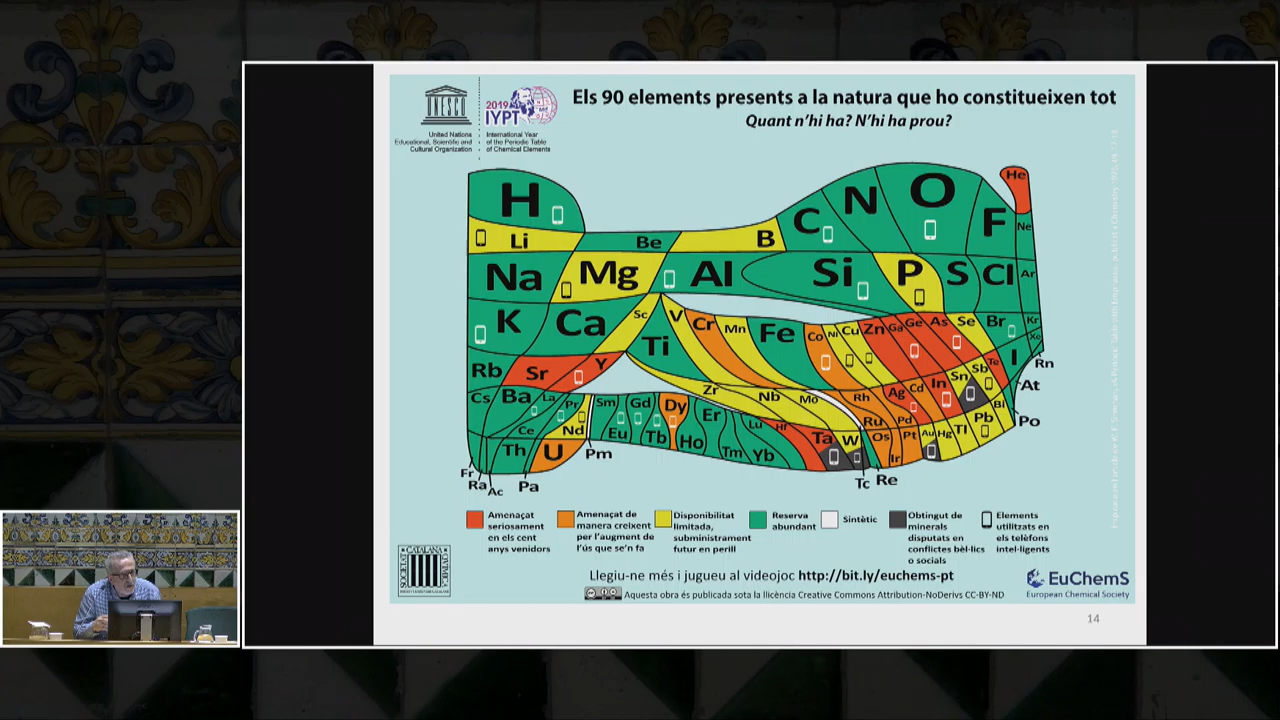 Els 90 elements presents a la natura que ho constitueixen tot
Quant n'hi ha? N'hi ha prou?
UNESCO
United Nations
Educational, Scientific and
Cultural Organization
2019
IYPT
International Year
of the Periodic Table
of Chemical Elements
H
He
Li
Be
B
C
N
O
F
Ne
Na
Mg
Al
Si
P
S
Cl
Ar
K
Ca
Sc
Ti
V
Cr
Mn
Fe
Co
Ni
Cu
Zn
Ga
Ge
As
Se
Br
Kr
Rb
Sr
Y
Zr
Nb
Mo
Tc
Ru
Rh
Pd
Ag
Cd
In
Sn
Sb
Te
I
Xe
Cs
Ba
La
Ce
Pr
Nd
Pm
Sm
Eu
Gd
Tb
Dy
Ho
Er
Tm
Yb
Lu
Hf
Ta
W
Re
Os
Ir
Pt
Au
Hg
Tl
Pb
Bi
Po
At
Rn
Fr
Ra
Ac
Th
Pa
U
Amenaçat
seriosament
en els cent
anys venidors
Amenaçat de
manera creixent
per l'augment de
l'ús que se'n fa
Disponibilitat
limitada,
subministrament
futur en perill
Reserva
abundant
Sintètic
Obtingut de
minerals
disputats en
conflictes bèl·lics
o socials
Elements
utilitzats en
els telèfons
intel·ligents
SOCIETAT CATALANA
Llegiu-ne més i jugueu al videojoc http://bit.ly/euchems-pt
Aquesta obra és publicada sota la llicència Creative Commons Attribution-NoDerivs CC-BY-ND
EuChemS
European Chemical Society
14